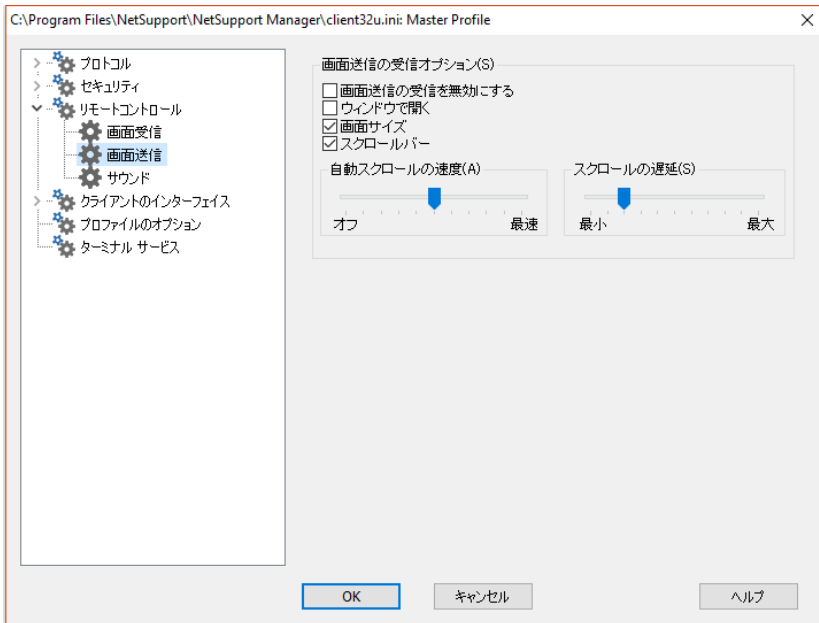 C:\Program Files\NetSupport\NetSupport Manager\client32u.ini: Master Profile
プロトコル
セキュリティ
リモートコントロール
画面受信
画面送信
サウンド
クライアントのインターフェイス
プロファイルのオプション
ターミナル サービス
画面送信の受信オプション(S)
画面送信の受信を無効にする
ウィンドウで開く
画面サイズ
スクロールバー
自動スクロールの速度(A)
オフ 最速
スクロールの遅延(S)
最小 最大
OK キャンセル ヘルプ